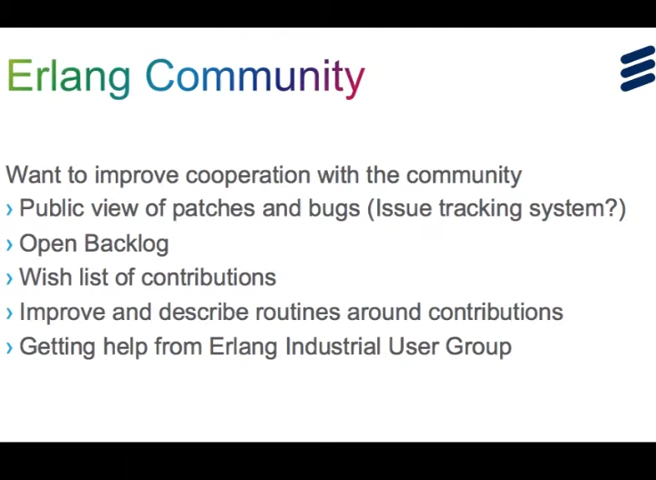 Erlang Community
Want to improve cooperation with the community
› Public view of patches and bugs (Issue tracking system?)
› Open Backlog
› Wish list of contributions
› Improve and describe routines around contributions
› Getting help from Erlang Industrial User Group